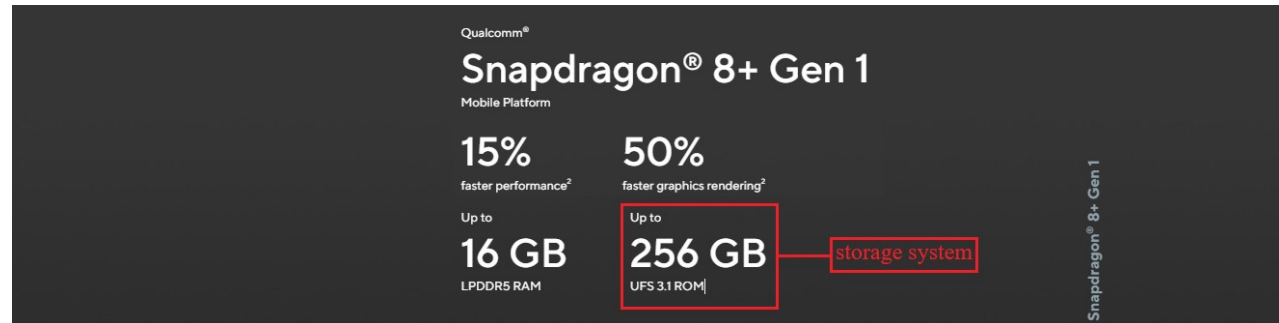 Qualcomm®
Snapdragon® 8+ Gen 1
Mobile Platform
15%
faster performance²
50%
faster graphics rendering²
Up to
16 GB
LPDDR5 RAM
Up to
256 GB
UFS 3.1 ROM
storage system
Snapdragon® 8+ Gen 1